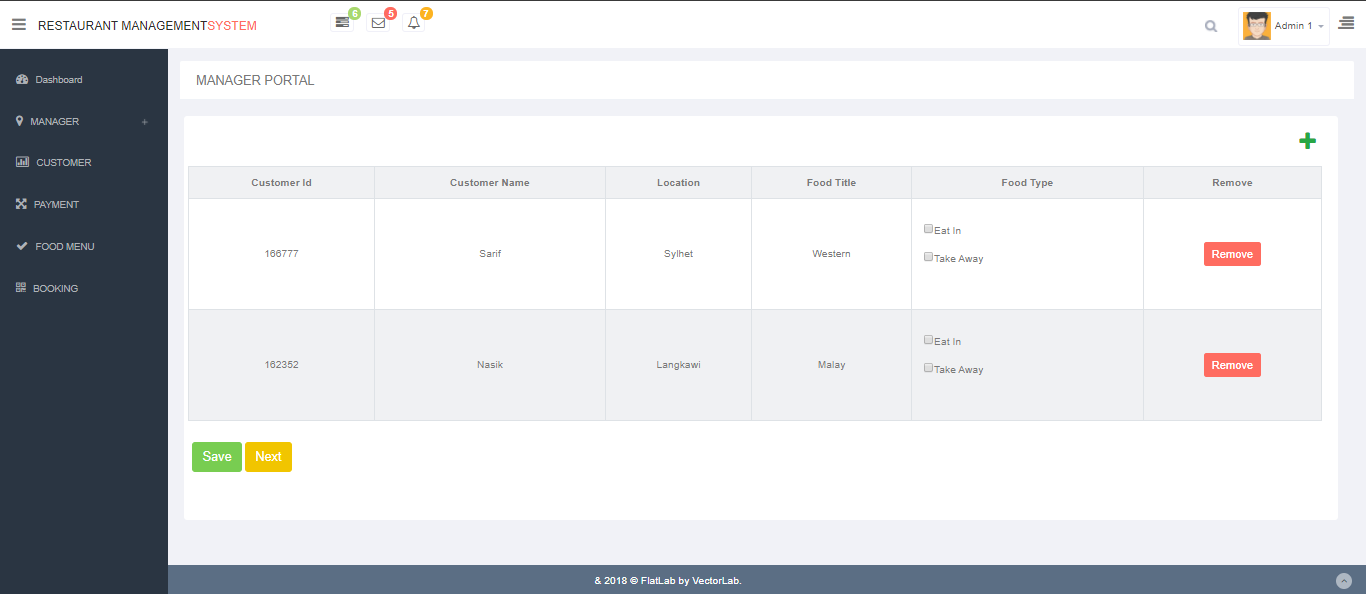 RESTAURANT MANAGEMENTSYSTEM
6
5
7
Admin 1
Dashboard
MANAGER
CUSTOMER
PAYMENT
FOOD MENU
BOOKING
MANAGER PORTAL
Customer Id Customer Name Location Food Title Food Type Remove
166777 Sarif Sylhet Western Eat In
Take Away
Remove
162352 Nasik Langkawi Malay Eat In
Take Away
Remove
Save Next
& 2018 © FlatLab by VectorLab.